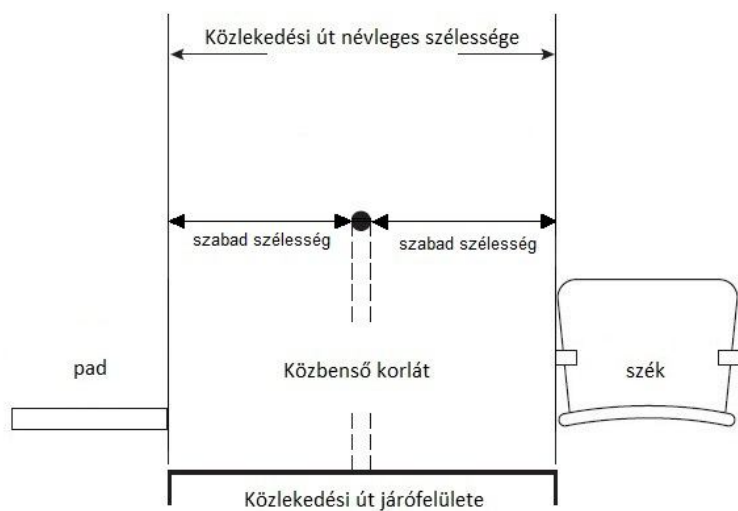 Közlekedési út névleges szélessége
szabad szélesség
szabad szélesség
pad
Közbenső korlát
szék
Közlekedési út járófelülete